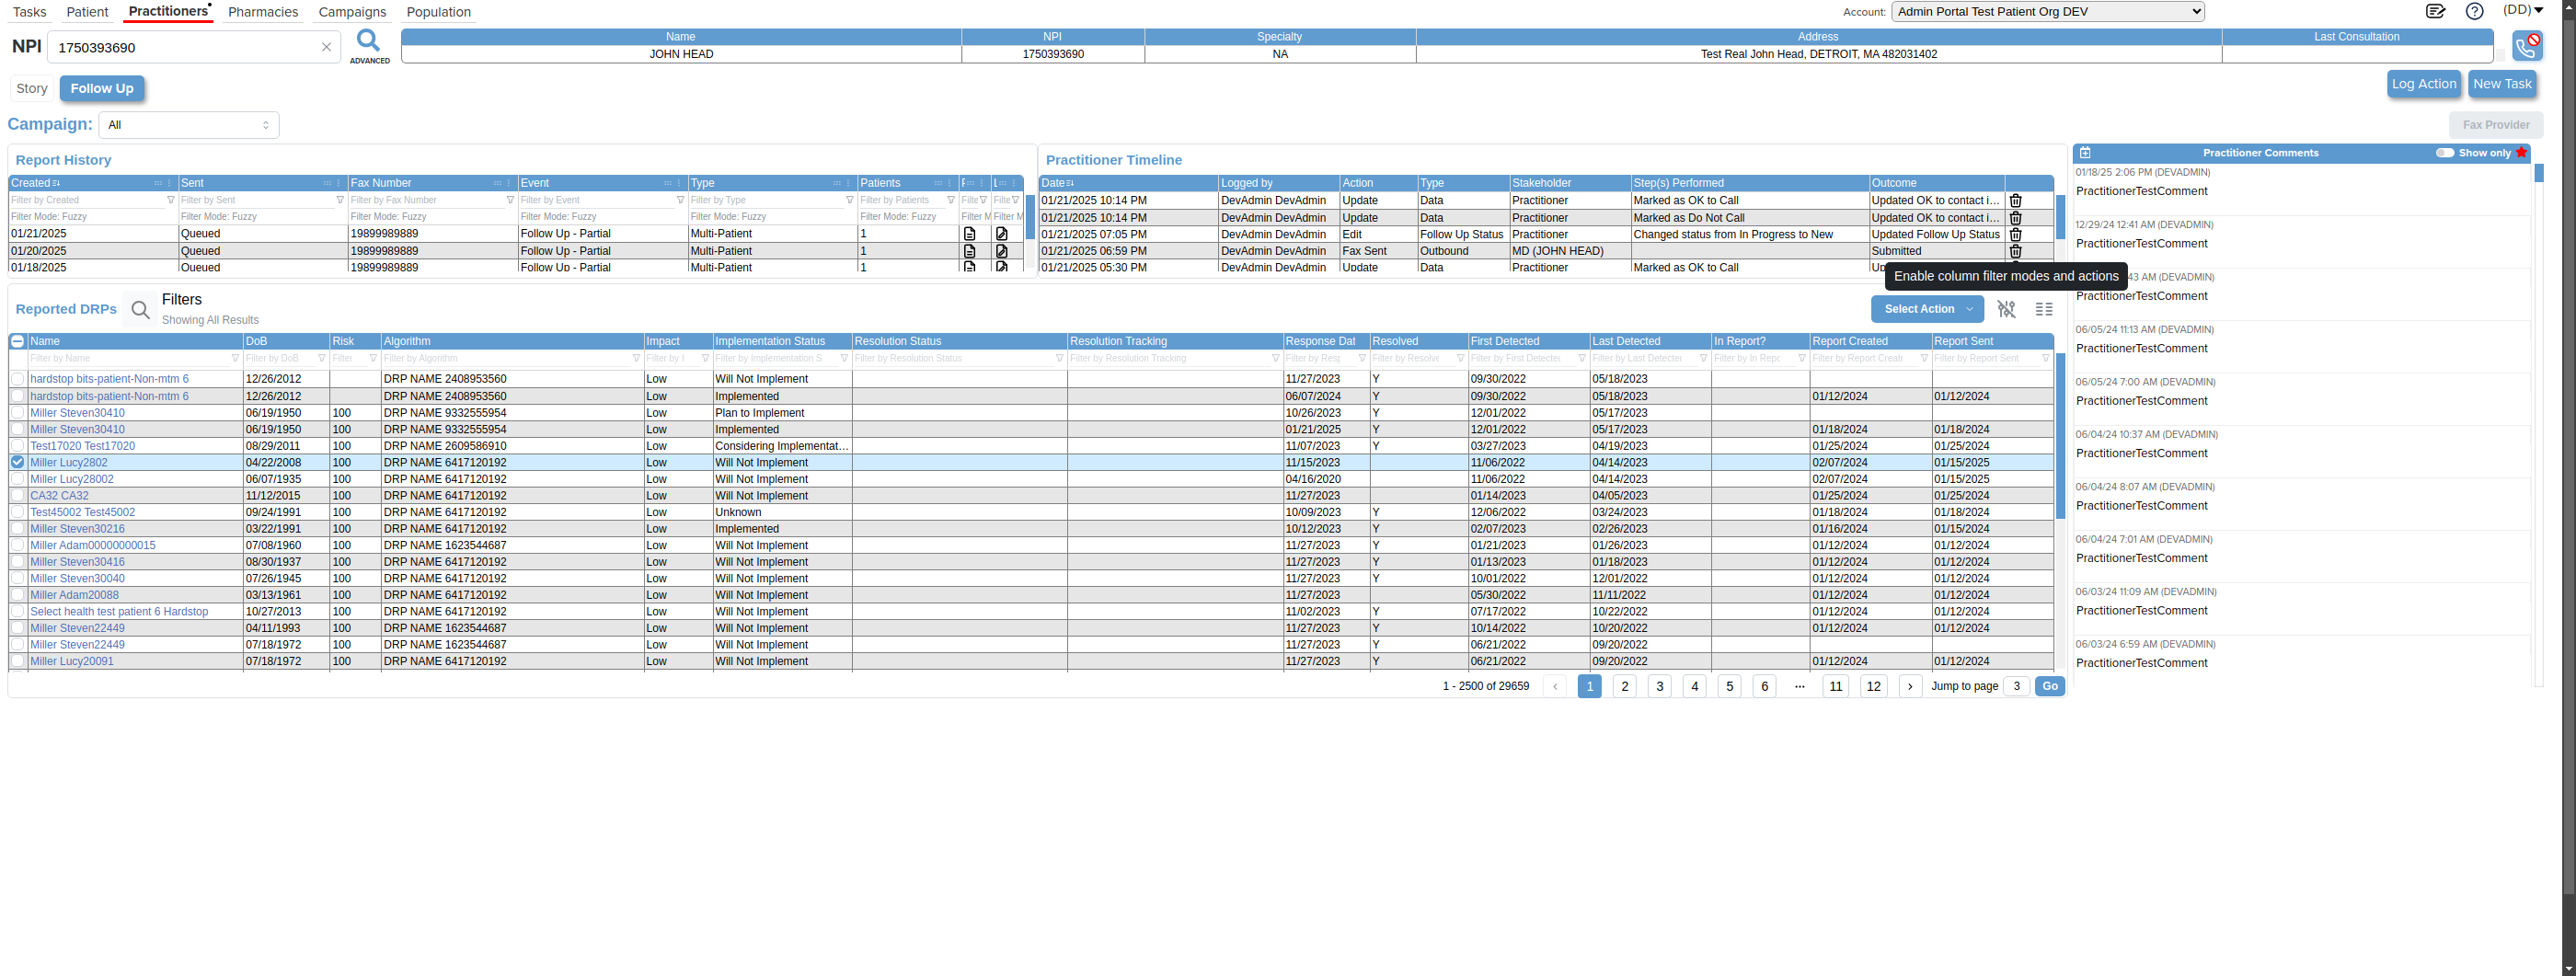 Tasks Patient Practitioners Pharmacies Campaigns Population Account: Admin Portal Test Patient Org DEV (DD)
NPI 1750393690 ADVANCED
Name NPI Specialty Address Last Consultation
JOHN HEAD 1750393690 NA Test Real John Head, DETROIT, MA 482031402
Story Follow Up Log Action New Task
Campaign: All Fax Provider
Report History
Created Sent Fax Number Event Type Patients
Filter by Created Filter by Sent Filter by Fax Number Filter by Event Filter by Type Filter by Patients Filte Filte
Filter Mode: Fuzzy Filter Mode: Fuzzy Filter Mode: Fuzzy Filter Mode: Fuzzy Filter Mode: Fuzzy Filter Mode: Fuzzy Filter M Filter M
01/21/2025 Queued 19899989889 Follow Up - Partial Multi-Patient 1
01/20/2025 Queued 19899989889 Follow Up - Partial Multi-Patient 1
01/18/2025 Queued 19899989889 Follow Up - Partial Multi-Patient 1
Practitioner Timeline
Date Logged by Action Type Stakeholder Step(s) Performed Outcome
01/21/2025 10:14 PM DevAdmin DevAdmin Update Data Practitioner Marked as OK to Call Updated OK to contact i...
01/21/2025 10:14 PM DevAdmin DevAdmin Update Data Practitioner Marked as Do Not Call Updated OK to contact i...
01/21/2025 07:05 PM DevAdmin DevAdmin Edit Follow Up Status Practitioner Changed status from In Progress to New Updated Follow Up Status
01/21/2025 06:59 PM DevAdmin DevAdmin Fax Sent Outbound MD (JOHN HEAD) Submitted
01/21/2025 05:30 PM DevAdmin DevAdmin Update Data Practitioner Marked as OK to Call Up
Enable column filter modes and actions
Practitioner Comments Show only
01/18/25 2:06 PM (DEVADMIN)
PractitionerTestComment
12/29/24 12:41 AM (DEVADMIN)
PractitionerTestComment
43 AM (DEVADMIN)
PractitionerTestComment
06/05/24 11:13 AM (DEVADMIN)
PractitionerTestComment
06/05/24 7:00 AM (DEVADMIN)
PractitionerTestComment
06/04/24 10:37 AM (DEVADMIN)
PractitionerTestComment
06/04/24 8:07 AM (DEVADMIN)
PractitionerTestComment
06/04/24 7:01 AM (DEVADMIN)
PractitionerTestComment
06/03/24 11:09 AM (DEVADMIN)
PractitionerTestComment
06/03/24 6:59 AM (DEVADMIN)
PractitionerTestComment
Reported DRPs Filters Select Action
Showing All Results
Name DoB Risk Algorithm Impact Implementation Status Resolution Status Resolution Tracking Response Dat Resolved First Detected Last Detected In Report? Report Created Report Sent
Filter by Name Filter by DoB Filte Filter by Algorithm Filter by I Filter by Implementation S Filter by Resolution Status Filter by Resolution Tracking Filter by Resp Filter by Resolve Filter by First Detected Filter by Last Detected Filter by In Repo Filter by Report Creati Filter by Report Sent
hardstop bits-patient-Non-mtm 6 12/26/2012 DRP NAME 2408953560 Low Will Not Implement 11/27/2023 Y 09/30/2022 05/18/2023
hardstop bits-patient-Non-mtm 6 12/26/2012 DRP NAME 2408953560 Low Implemented 06/07/2024 Y 09/30/2022 05/18/2023 01/12/2024 01/12/2024
Miller Steven30410 06/19/1950 100 DRP NAME 9332555954 Low Plan to Implement 10/26/2023 Y 12/01/2022 05/17/2023
Miller Steven30410 06/19/1950 100 DRP NAME 9332555954 Low Implemented 01/21/2025 Y 12/01/2022 05/17/2023 01/18/2024 01/18/2024
Test17020 Test17020 08/29/2011 100 DRP NAME 2609586910 Low Considering Implementat... 11/07/2023 Y 03/27/2023 04/19/2023 01/25/2024 01/25/2024
Miller Lucy2802 04/22/2008 100 DRP NAME 6417120192 Low Will Not Implement 11/15/2023 11/06/2022 04/14/2023 02/07/2024 01/15/2025
Miller Lucy28002 06/07/1935 100 DRP NAME 6417120192 Low Will Not Implement 04/16/2020 11/06/2022 04/14/2023 02/07/2024 01/15/2025
CA32 CA32 11/12/2015 100 DRP NAME 6417120192 Low Will Not Implement 11/27/2023 01/14/2023 04/05/2023 01/25/2024 01/25/2024
Test45002 Test45002 09/24/1991 100 DRP NAME 6417120192 Low Unknown 10/09/2023 Y 12/06/2022 03/24/2023 01/18/2024 01/18/2024
Miller Steven30216 03/22/1991 100 DRP NAME 6417120192 Low Implemented 10/12/2023 Y 02/07/2023 02/26/2023 01/16/2024 01/15/2024
Miller Adam00000000015 07/08/1960 100 DRP NAME 1623544687 Low Will Not Implement 11/27/2023 Y 01/21/2023 01/26/2023 01/12/2024 01/12/2024
Miller Steven30416 08/30/1937 100 DRP NAME 6417120192 Low Will Not Implement 11/27/2023 Y 01/13/2023 01/18/2023 01/12/2024 01/12/2024
Miller Steven30040 07/26/1945 100 DRP NAME 6417120192 Low Will Not Implement 11/27/2023 Y 10/01/2022 12/01/2022 01/12/2024 01/12/2024
Miller Adam20088 03/13/1961 100 DRP NAME 6417120192 Low Will Not Implement 11/27/2023 05/30/2022 11/11/2022 01/12/2024 01/12/2024
Select health test patient 6 Hardstop 10/27/2013 100 DRP NAME 6417120192 Low Will Not Implement 11/02/2023 Y 07/17/2022 10/22/2022 01/12/2024 01/12/2024
Miller Steven22449 04/11/1993 100 DRP NAME 1623544687 Low Will Not Implement 11/27/2023 Y 10/14/2022 10/20/2022 01/12/2024 01/12/2024
Miller Steven22449 07/18/1972 100 DRP NAME 1623544687 Low Will Not Implement 11/27/2023 Y 06/21/2022 09/20/2022
Miller Lucy20091 07/18/1972 100 DRP NAME 6417120192 Low Will Not Implement 11/27/2023 Y 06/21/2022 09/20/2022 01/12/2024 01/12/2024
1 - 2500 of 29659 1 2 3 4 5 6 ... 11 12 Jump to page 3 Go